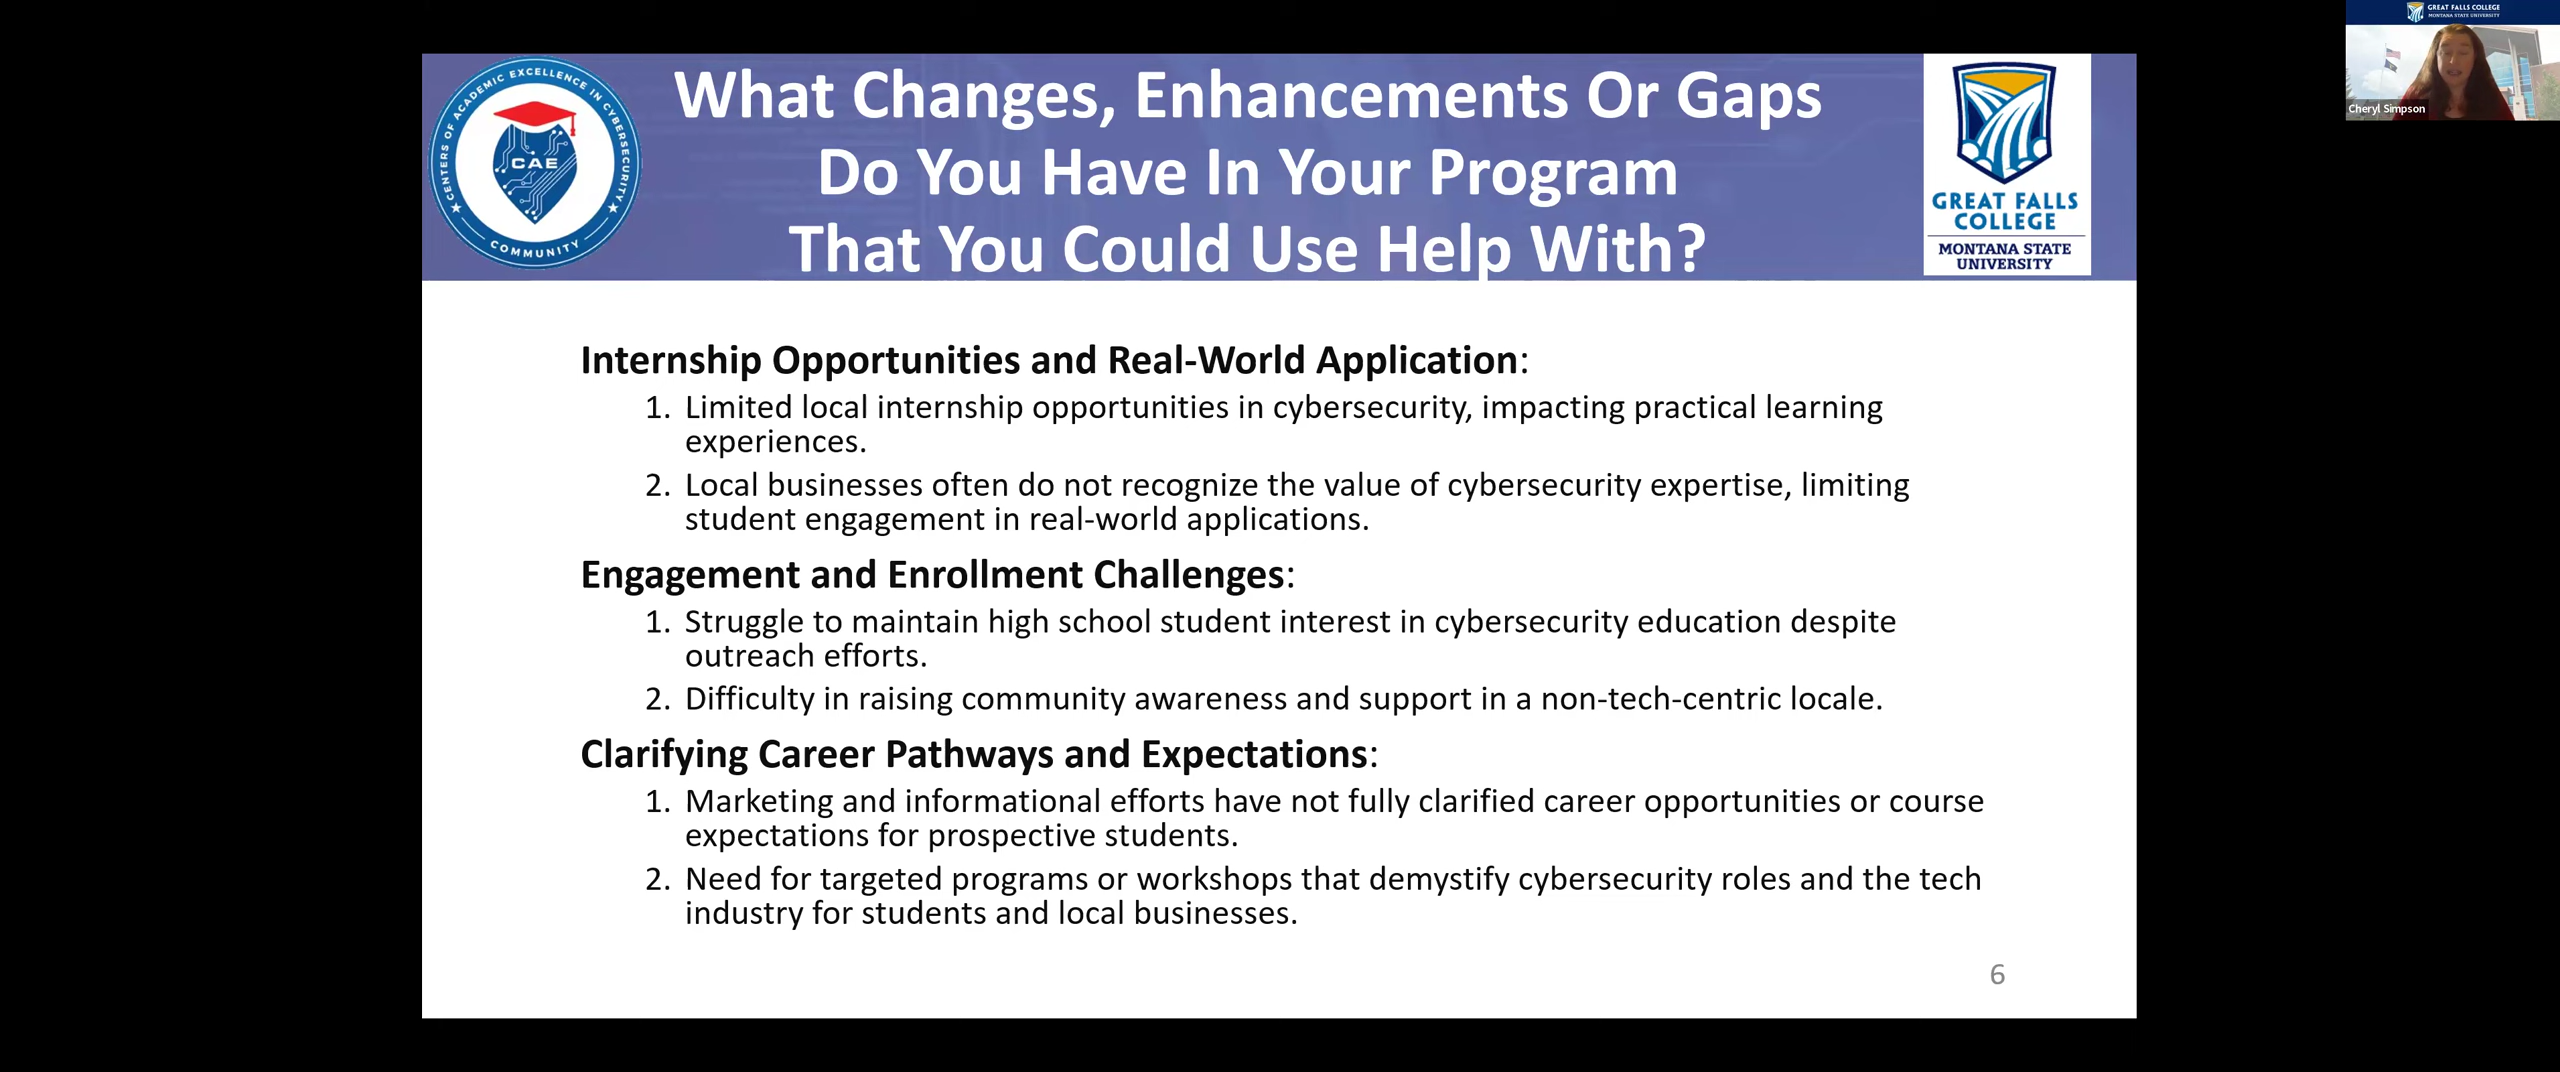 GREAT FALLS COLLEGE
MONTANA STATE UNIVERSITY
Cheryl Simpson
CENTERS OF ACADEMIC EXCELLENCE IN CYBERSECURITY
CAE
COMMUNITY
What Changes, Enhancements Or Gaps
Do You Have In Your Program
That You Could Use Help With?
GREAT FALLS
COLLEGE
MONTANA STATE
UNIVERSITY
Internship Opportunities and Real-World Application:
1. Limited local internship opportunities in cybersecurity, impacting practical learning
experiences.
2. Local businesses often do not recognize the value of cybersecurity expertise, limiting
student engagement in real-world applications.
Engagement and Enrollment Challenges:
1. Struggle to maintain high school student interest in cybersecurity education despite
outreach efforts.
2. Difficulty in raising community awareness and support in a non-tech-centric locale.
Clarifying Career Pathways and Expectations:
1. Marketing and informational efforts have not fully clarified career opportunities or course
expectations for prospective students.
2. Need for targeted programs or workshops that demystify cybersecurity roles and the tech
industry for students and local businesses.
6